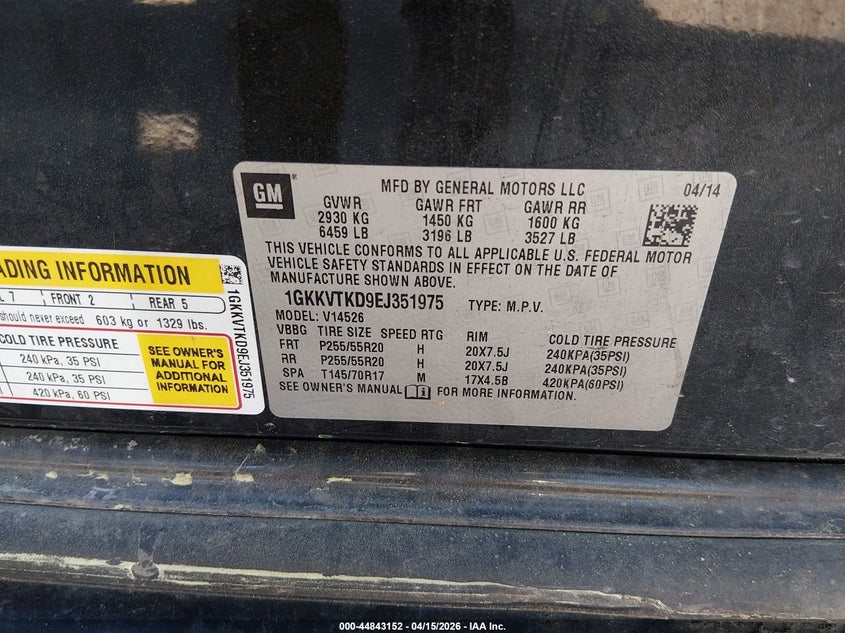 GM ®
MFD BY GENERAL MOTORS LLC 04/14
GVWR GAWR FRT GAWR RR
2930 KG 1450 KG 1600 KG
6459 LB 3196 LB 3527 LB
THIS VEHICLE CONFORMS TO ALL APPLICABLE U.S. FEDERAL MOTOR
VEHICLE SAFETY STANDARDS IN EFFECT ON THE DATE OF
MANUFACTURE SHOWN ABOVE.
1GKKVTKD9EJ351975 TYPE: M.P.V.
MODEL: V14526
VBBG TIRE SIZE SPEED RTG RIM COLD TIRE PRESSURE
FRT P255/55R20 H 20X7.5J 240KPA(35PSI)
RR P255/55R20 H 20X7.5J 240KPA(35PSI)
SPA T145/70R17 M 17X4.5B 420KPA(60PSI)
SEE OWNER'S MANUAL FOR MORE INFORMATION.
ADING INFORMATION
L 7 FRONT 2 REAR 5
hould never exceed 603 kg or 1329 lbs.
COLD TIRE PRESSURE
240 kPa, 35 PSI
240 kPa, 35 PSI
420 kPa, 60 PSI
SEE OWNER'S
MANUAL FOR
ADDITIONAL
INFORMATION
1GKKVTKD9EJ351975
000-44843152 - 04/15/2026 - IAA Inc.